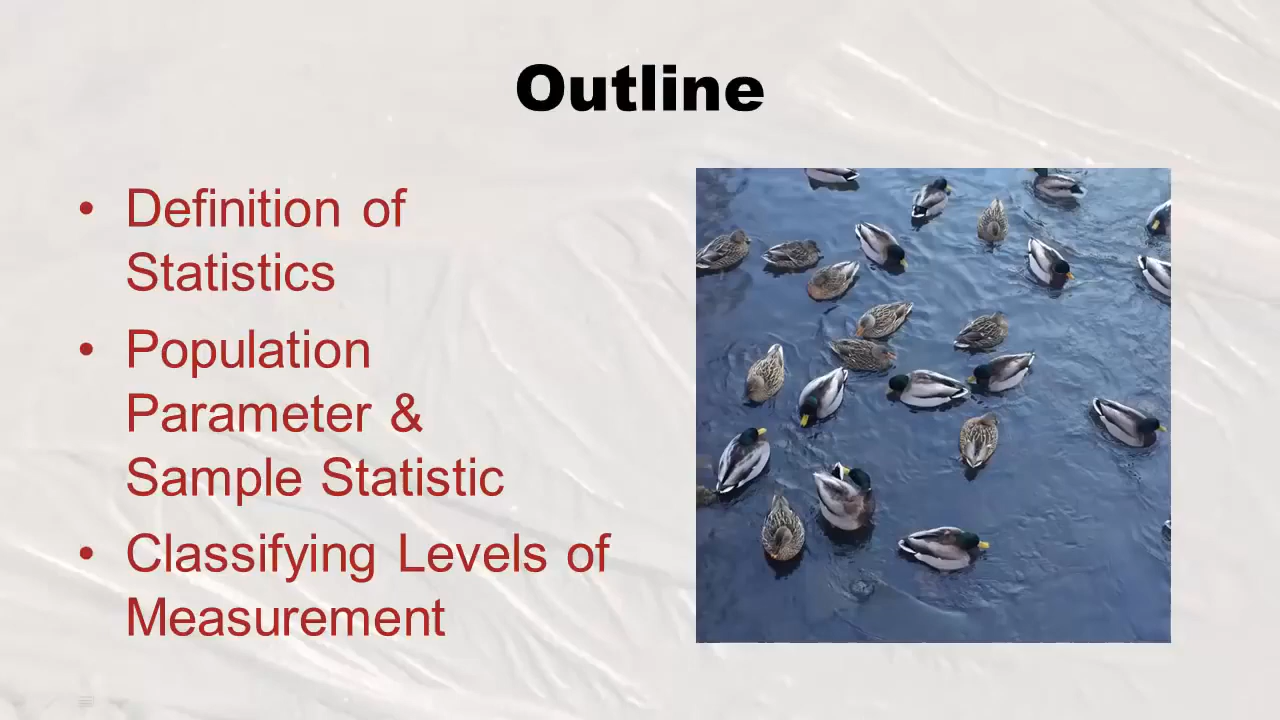 Outline
• Definition of
Statistics
• Population
Parameter &
Sample Statistic
• Classifying Levels of
Measurement